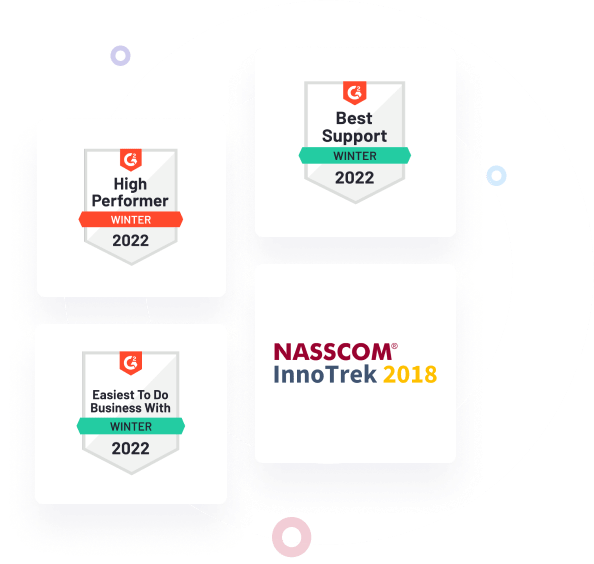 High
Performer
WINTER
2022
Best
Support
WINTER
2022
Easiest To Do
Business With
WINTER
2022
NASSCOM®
InnoTrek 2018